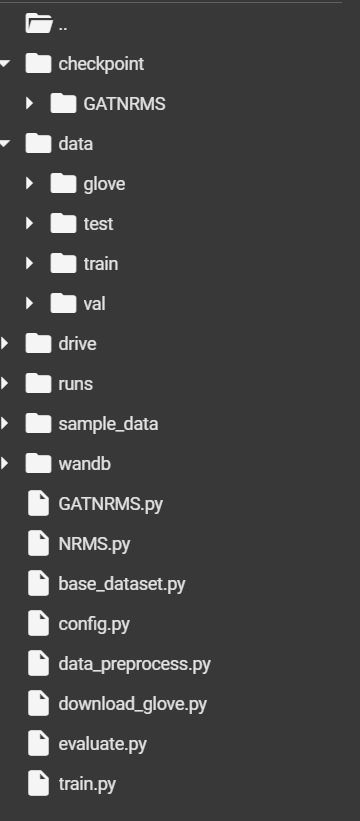 ..
checkpoint
GATNRMS
data
glove
test
train
val
drive
runs
sample_data
wandb
GATNRMS.py
NRMS.py
base_dataset.py
config.py
data_preprocess.py
download_glove.py
evaluate.py
train.py